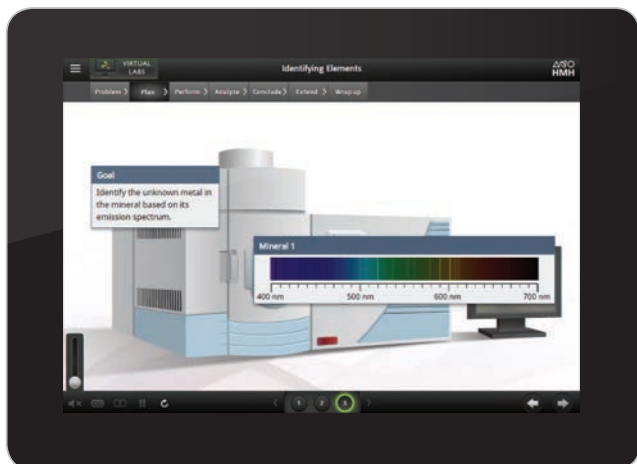 VIRTUAL
LABS
Identifying Elements
HMH
Problem
Plan
Perform
Analyze
Conclude
Extend
Wrap up
Goal
Identify the unknown metal in
the mineral based on its
emission spectrum.
Mineral 1
400 nm 500 nm 600 nm 700 nm
1 2 3